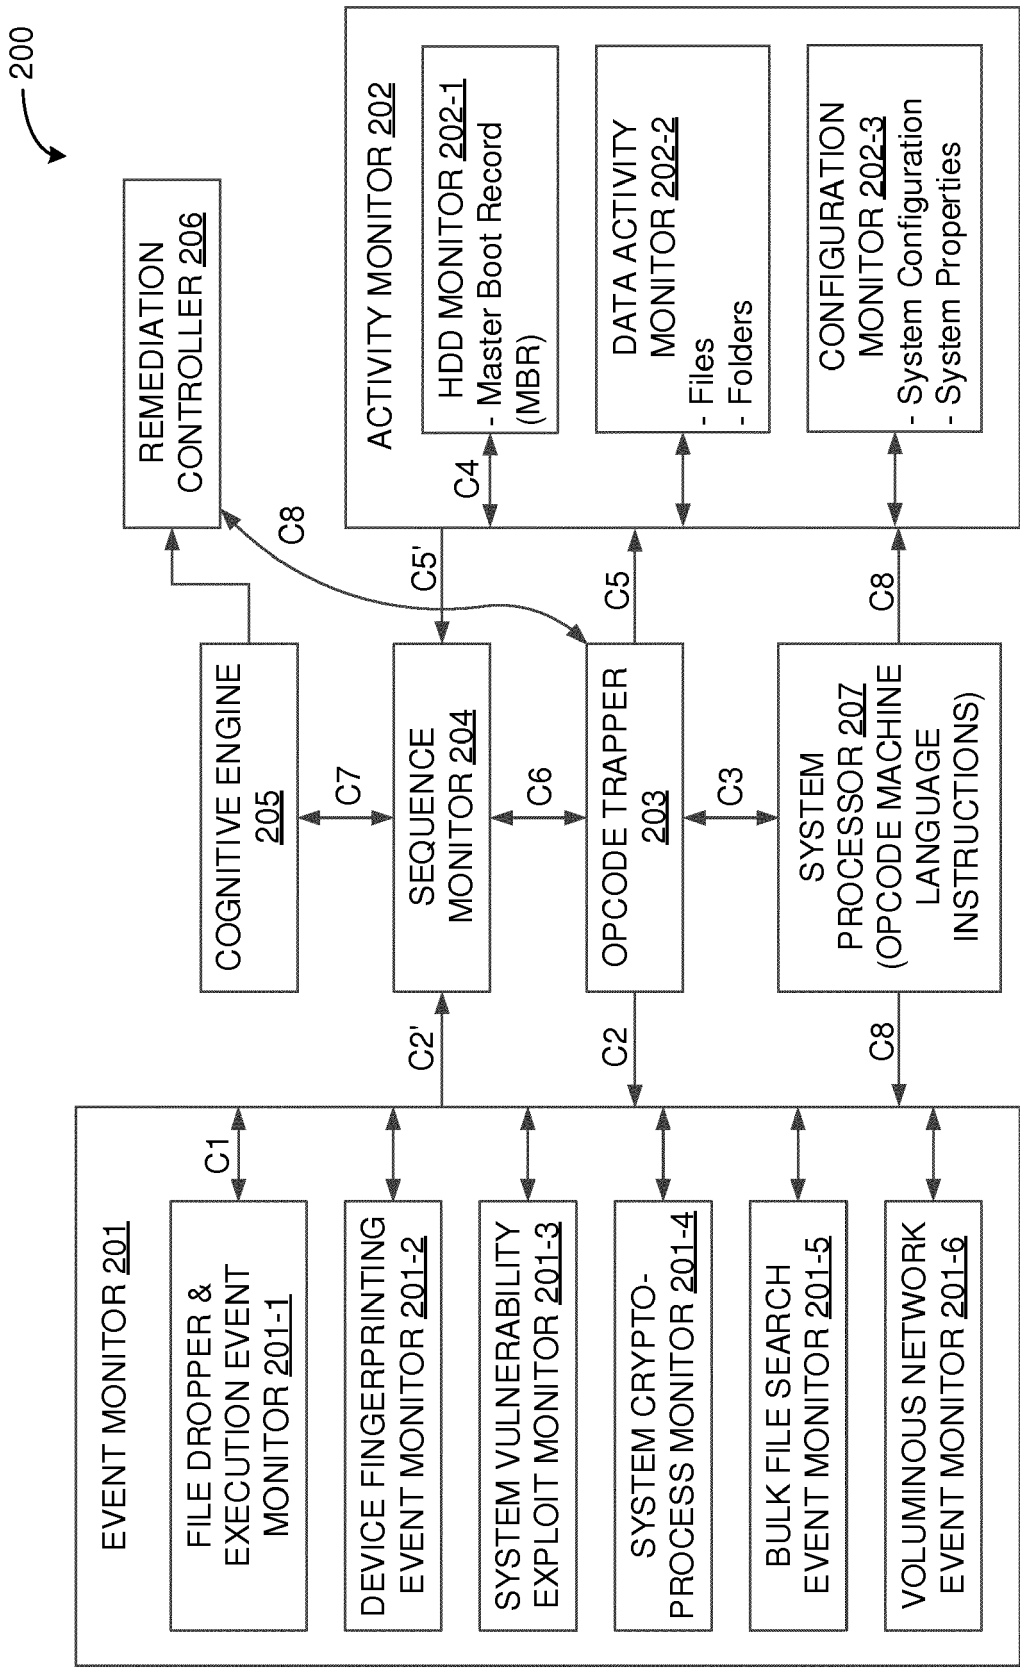 200
EVENT MONITOR 201
FILE DROPPER &
EXECUTION EVENT
MONITOR 201-1
C1
DEVICE FINGERPRINTING
EVENT MONITOR 201-2
SYSTEM VULNERABILITY
EXPLOIT MONITOR 201-3
SYSTEM CRYPTO-
PROCESS MONITOR 201-4
BULK FILE SEARCH
EVENT MONITOR 201-5
VOLUMINOUS NETWORK
EVENT MONITOR 201-6
C2'
C2
C8
COGNITIVE ENGINE
205
C7
SEQUENCE
MONITOR 204
C6
OPCODE TRAPPER
203
C3
SYSTEM
PROCESSOR 207
(OPCODE MACHINE
LANGUAGE
INSTRUCTIONS)
C8
C5'
C5
C8
REMEDIATION
CONTROLLER 206
ACTIVITY MONITOR 202
C4
HDD MONITOR 202-1
- Master Boot Record
(MBR)
DATA ACTIVITY
MONITOR 202-2
- Files
- Folders
CONFIGURATION
MONITOR 202-3
- System Configuration
- System Properties